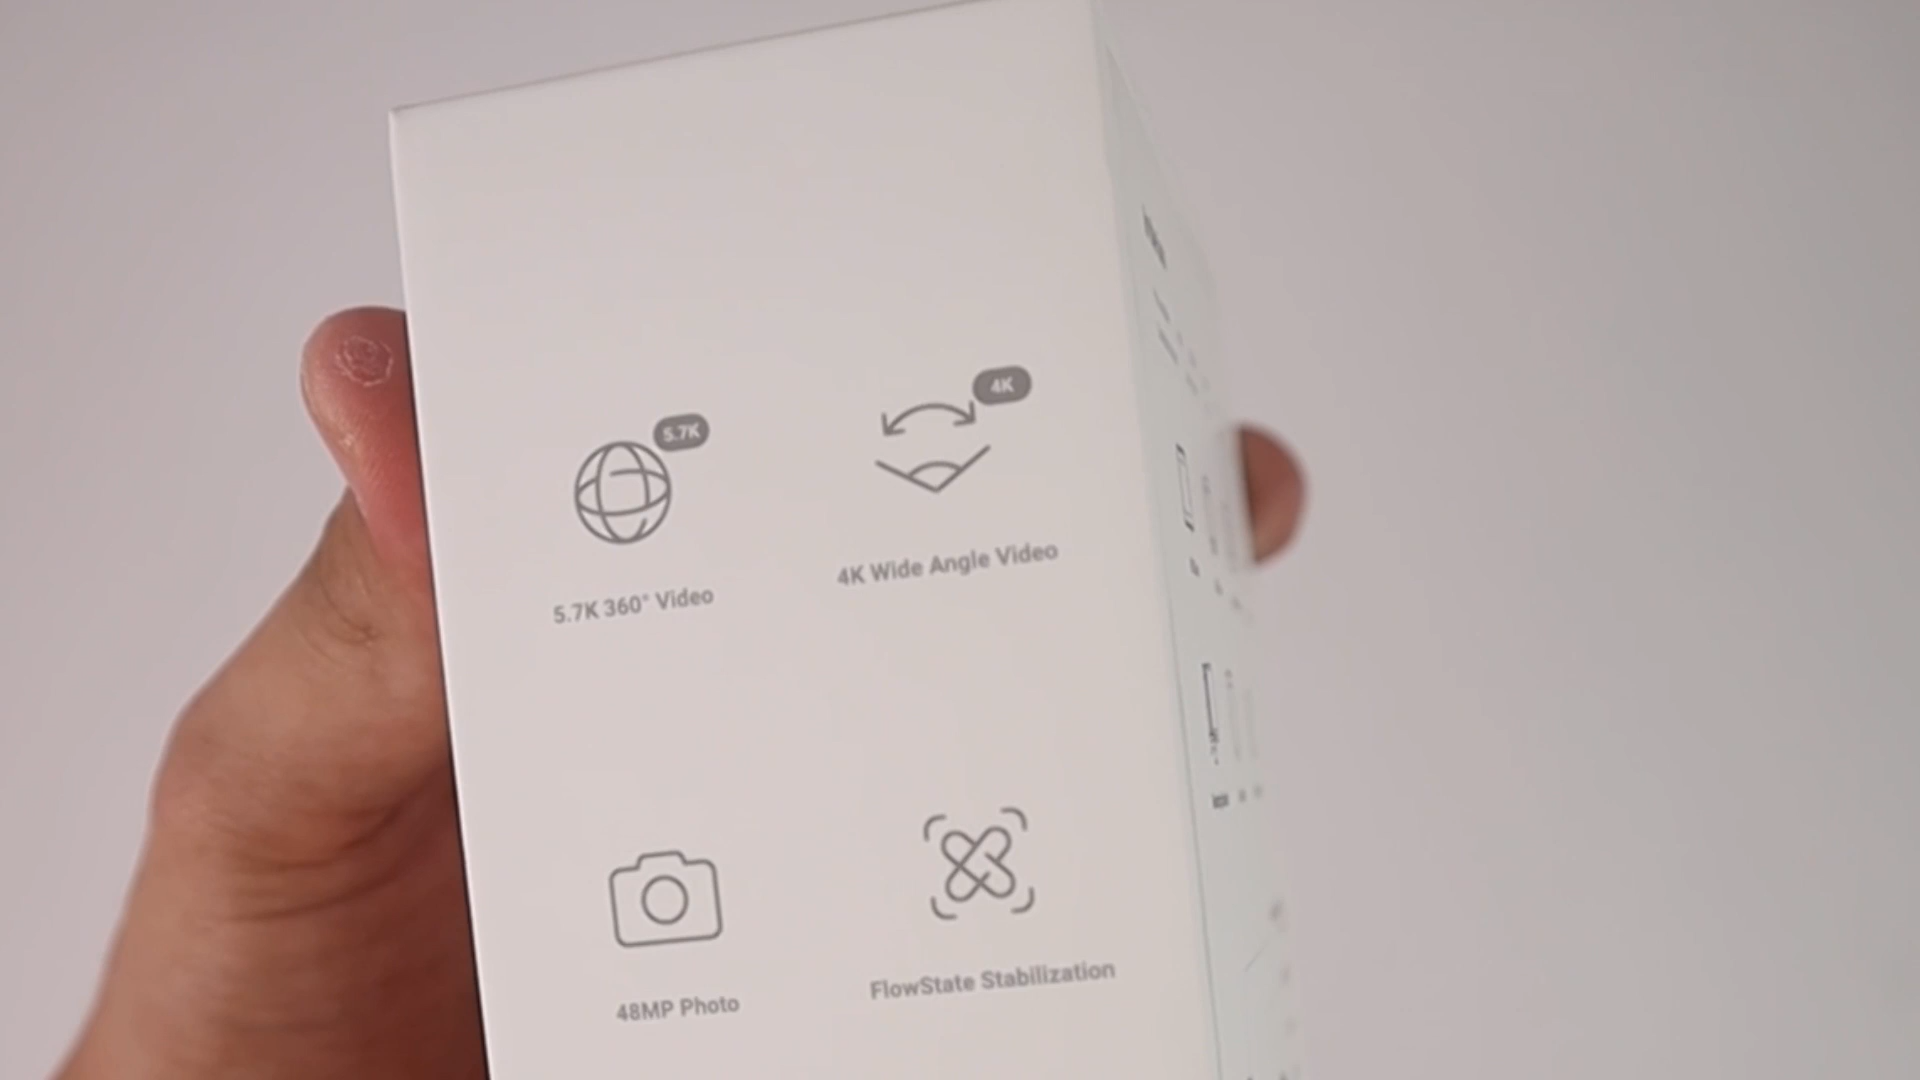 5.7K
4K
5.7K 360° Video
4K Wide Angle Video
48MP Photo
FlowState Stabilization